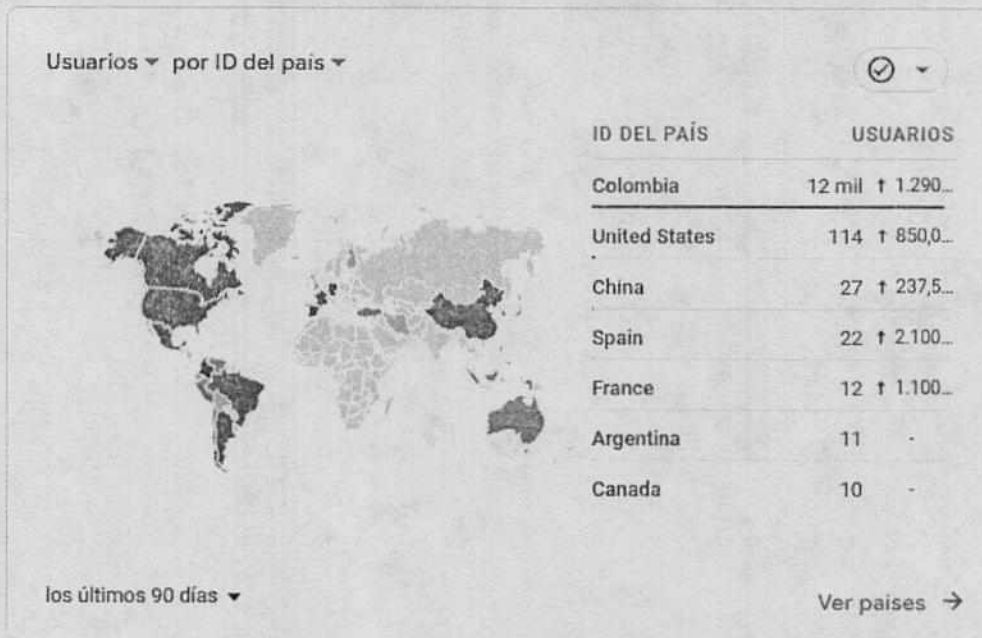 Usuarios por ID del país
ID DEL PAÍS USUARIOS
Colombia 12 mil ↑ 1.290...
United States 114 ↑ 850,0...
China 27 ↑ 237,5...
Spain 22 ↑ 2.100...
France 12 ↑ 1.100...
Argentina 11 -
Canada 10 -
los últimos 90 días
Ver paises →